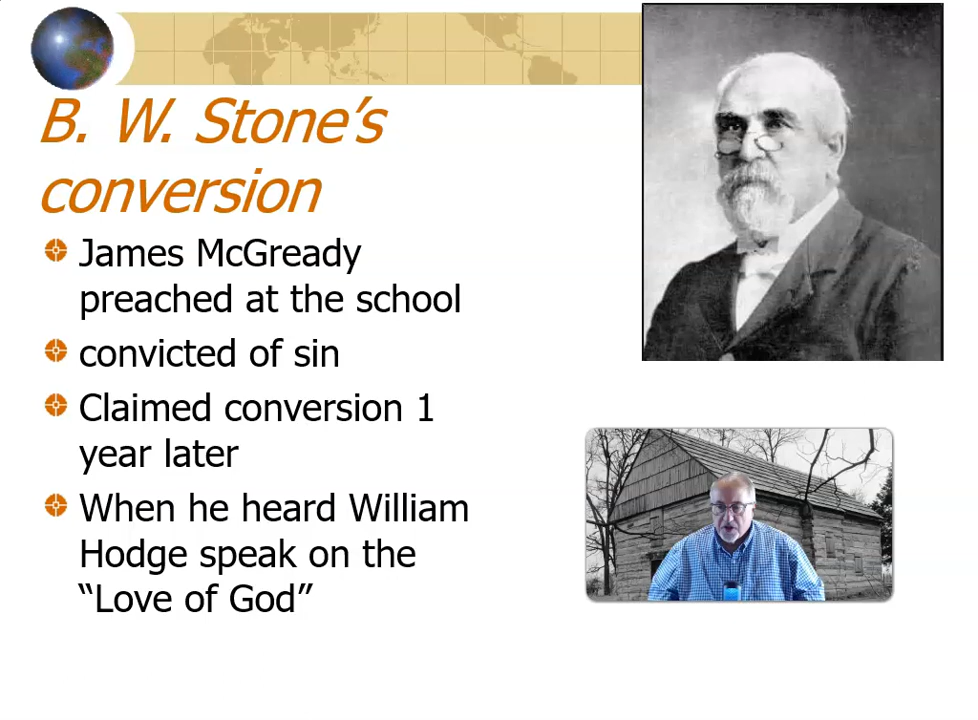 B. W. Stone’s
conversion
James McGready
preached at the school
convicted of sin
Claimed conversion 1
year later
When he heard William
Hodge speak on the
“Love of God”